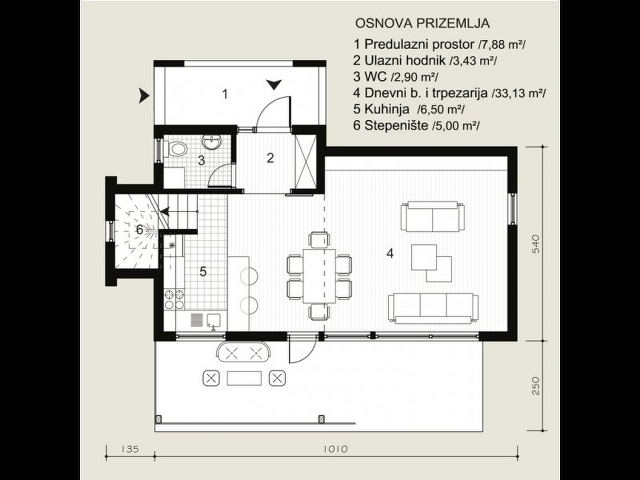 OSNOVA PRIZEMLJA
1 Predulazni prostor /7,88 m²/
2 Ulazni hodnik /3,43 m²/
3 WC /2,90 m²/
4 Dnevni b. i trpezarija /33,13 m²/
5 Kuhinja /6,50 m²/
6 Stepenište /5,00 m²/
1
2
3
6
4
5
540
250
135
1010